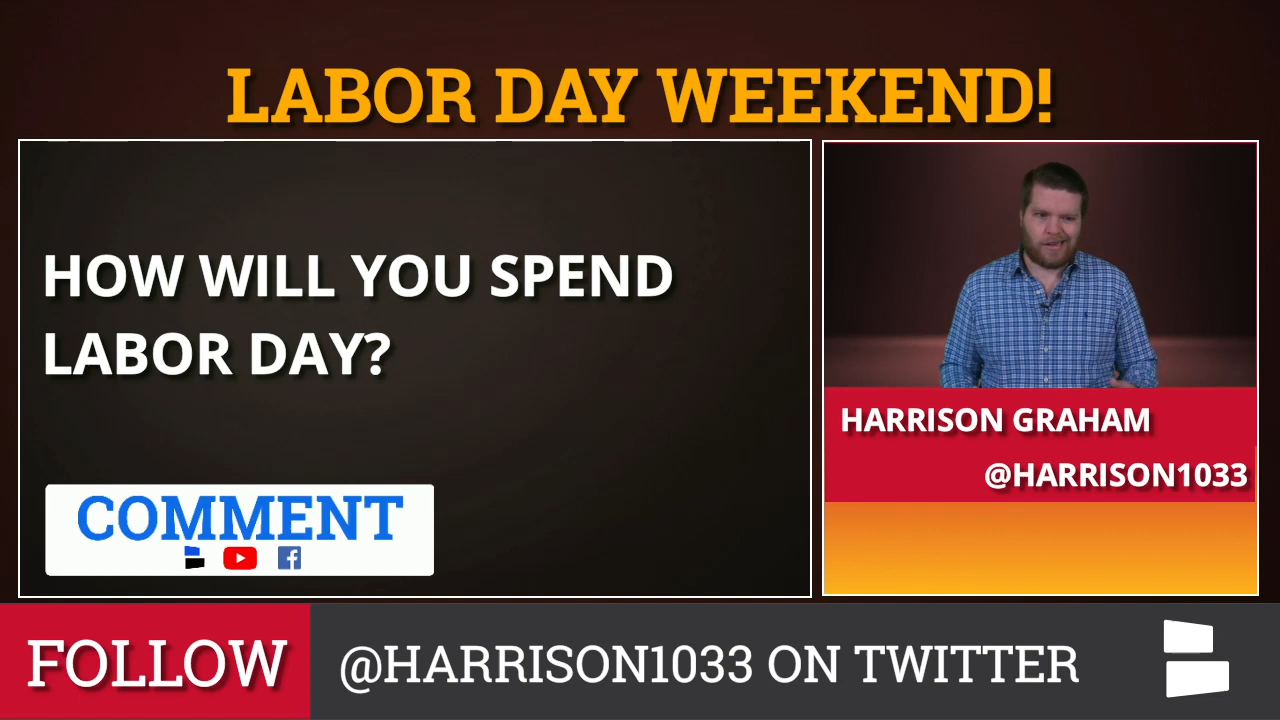 LABOR DAY WEEKEND!
HOW WILL YOU SPEND
LABOR DAY?
COMMENT
HARRISON GRAHAM
@HARRISON1033
FOLLOW
@HARRISON1033 ON TWITTER